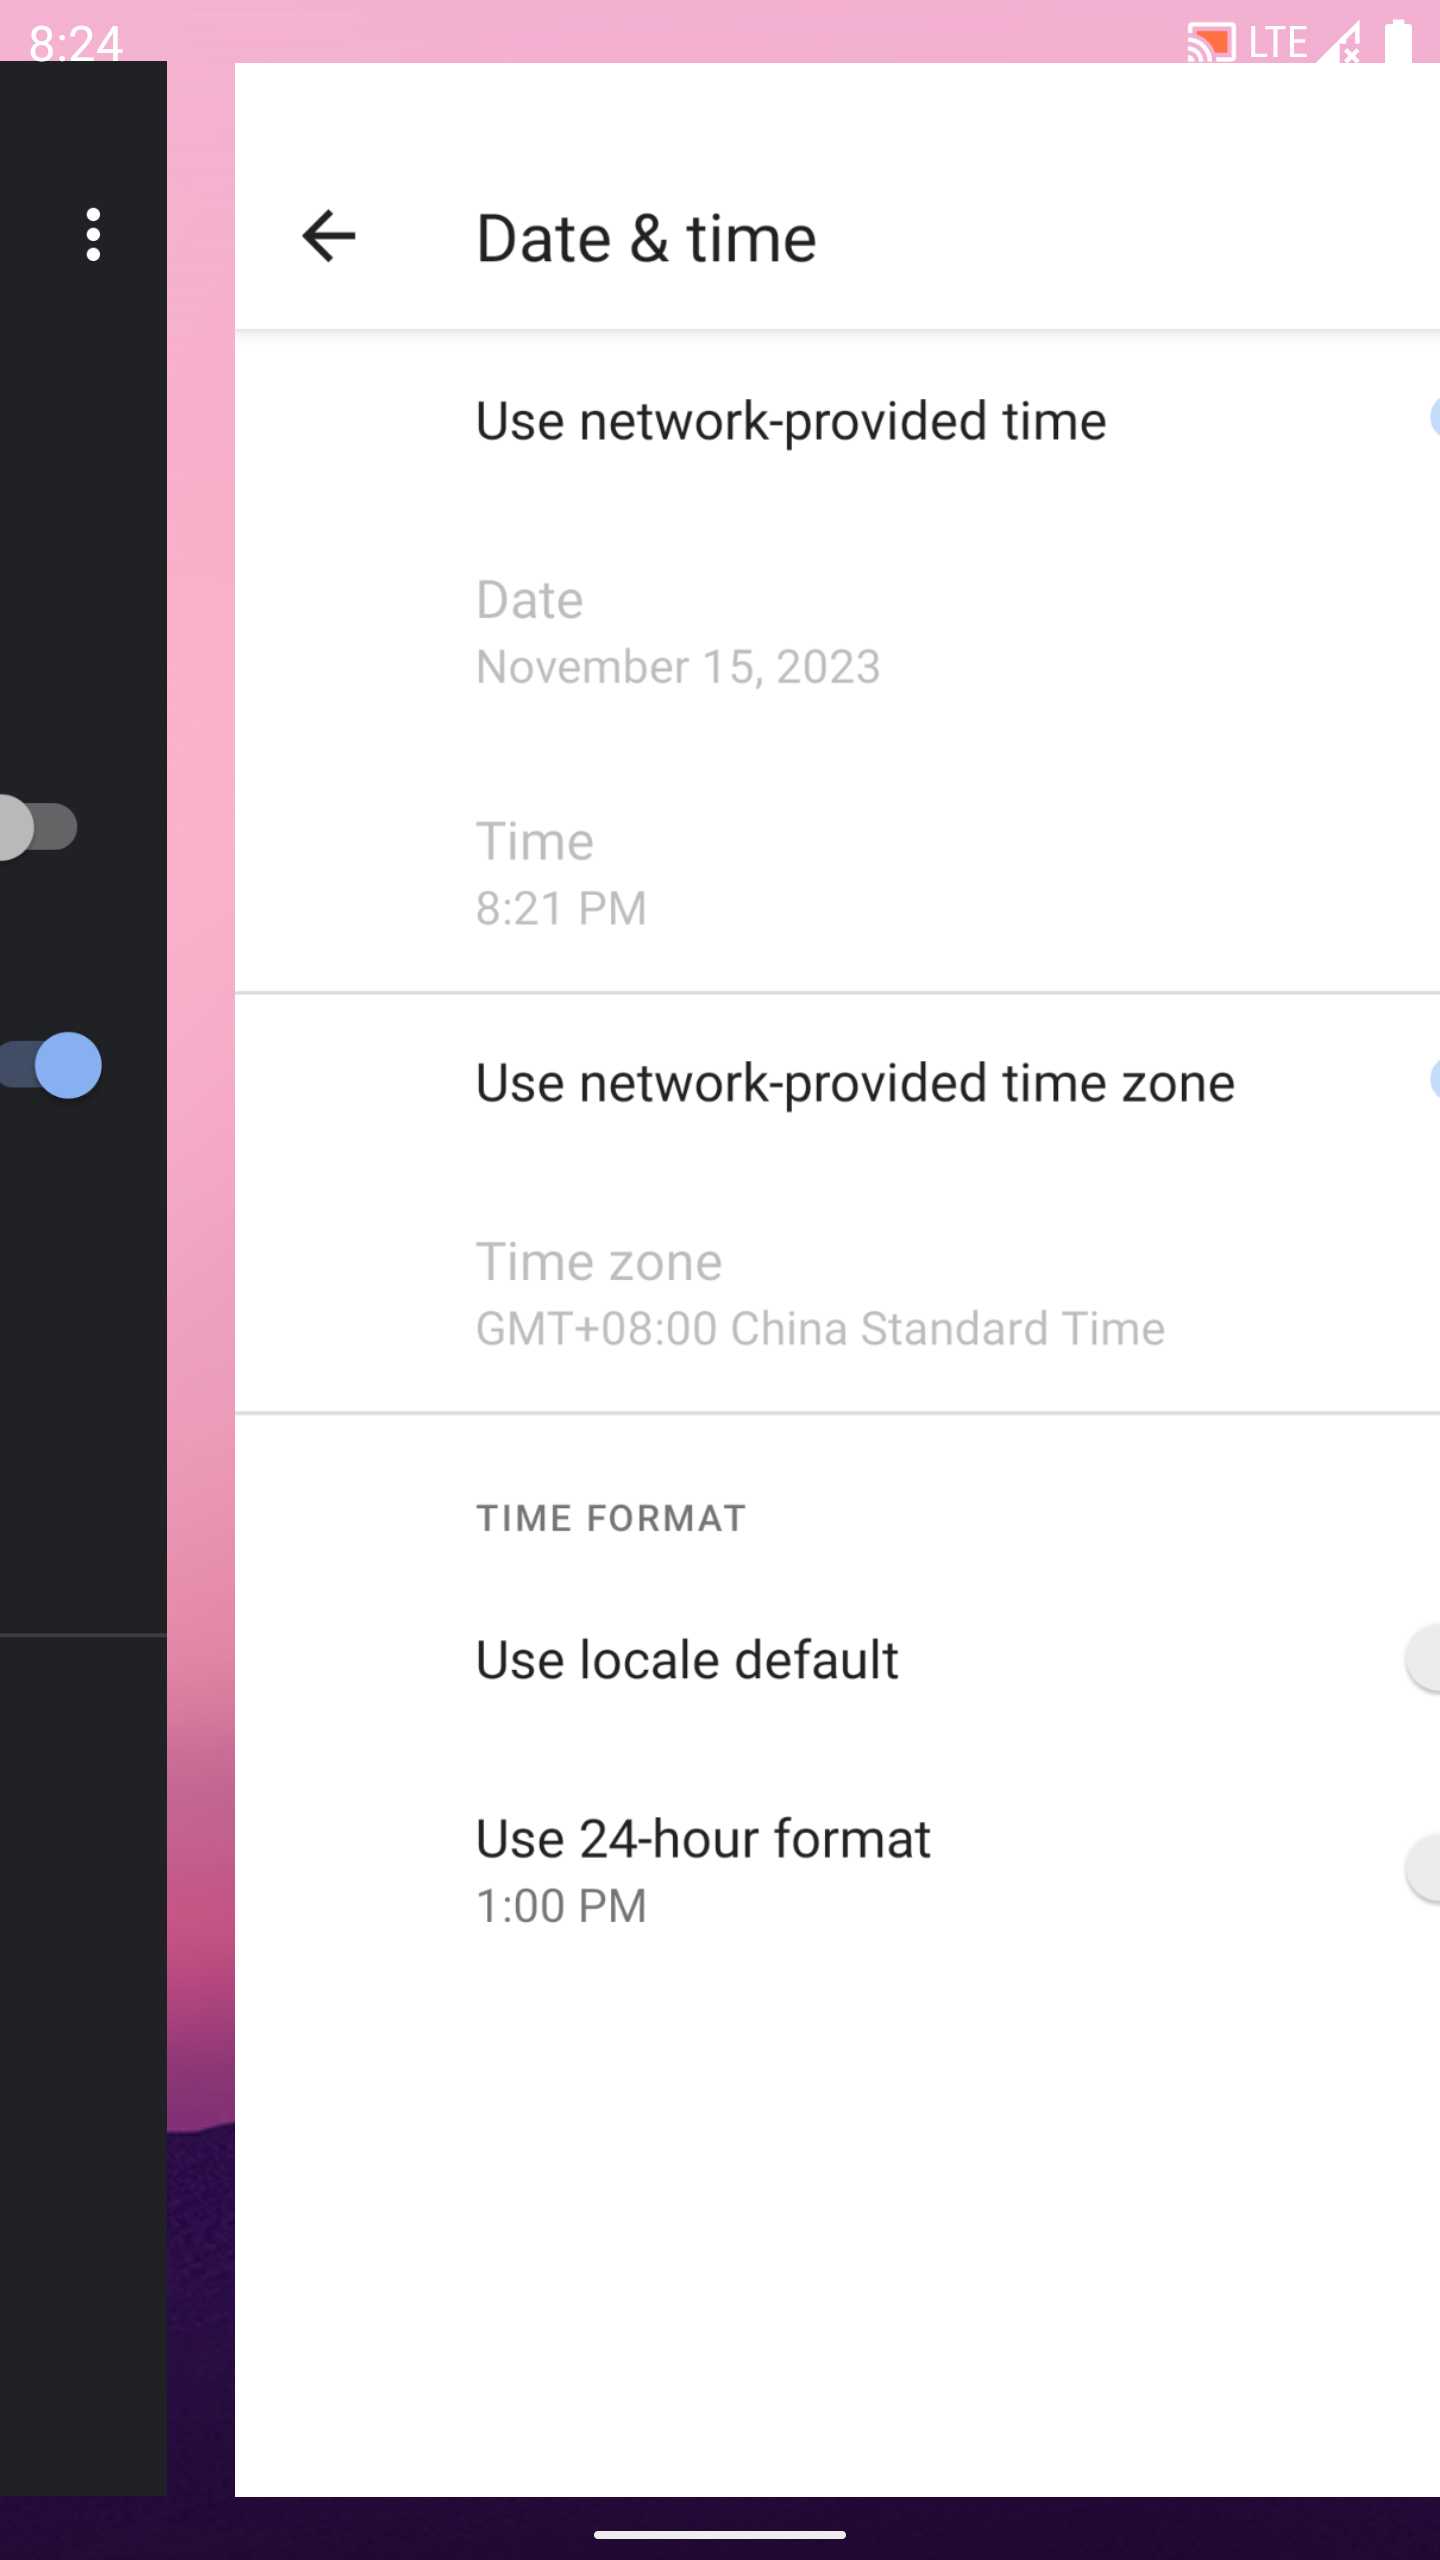 8:24
LTE
Date & time
Use network-provided time
Date
November 15, 2023
Time
8:21 PM
Use network-provided time zone
Time zone
GMT+08:00 China Standard Time
TIME FORMAT
Use locale default
Use 24-hour format
1:00 PM